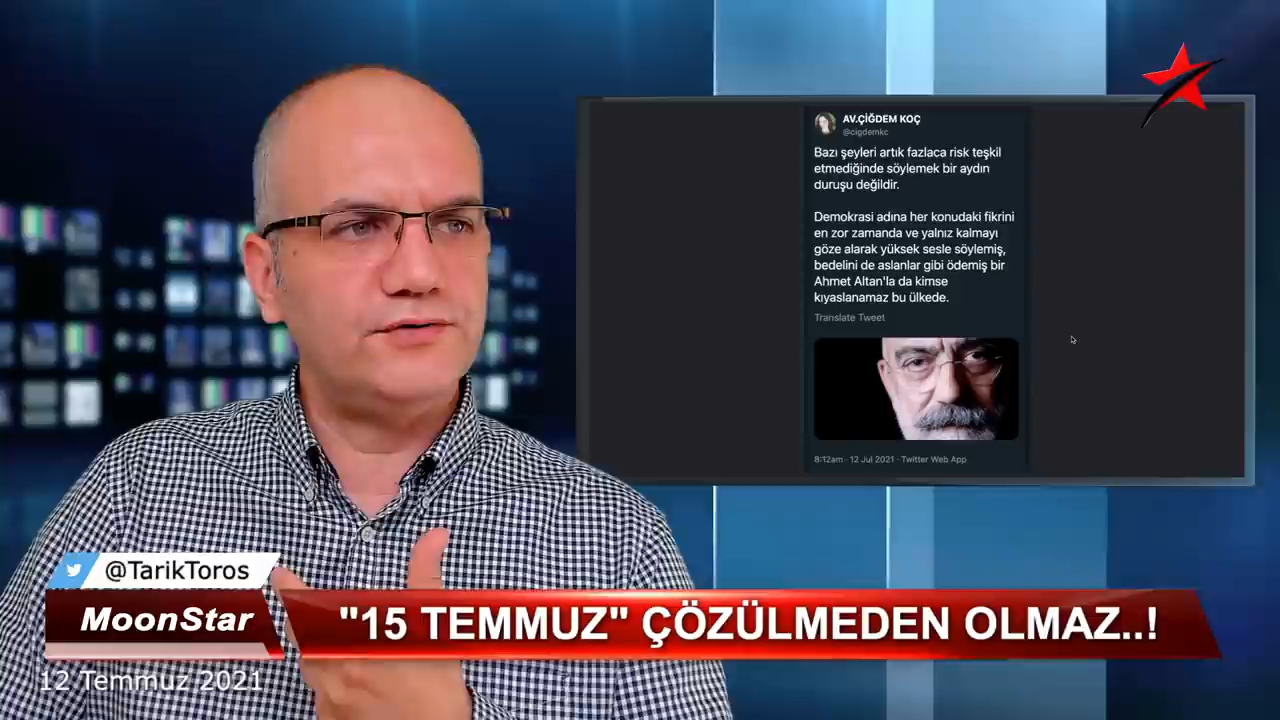 AV.ÇİĞDEM KOÇ
@cigdemkc
Bazı şeyleri artık fazlaca risk teşkil
etmediğinde söylemek bir aydın
duruşu değildir.
Demokrasi adına her konudaki fikrini
en zor zamanda ve yalnız kalmayı
göze alarak yüksek sesle söylemiş,
bedelini de aslanlar gibi ödemiş bir
Ahmet Altan'la da kimse
kıyaslanamaz bu ülkede.
Translate Tweet
8:12am · 12 Jul 2021 · Twitter Web App
@TarikToros
MoonStar
"15 TEMMUZ" ÇÖZÜLMEDEN OLMAZ..!
12 Temmuz 2021